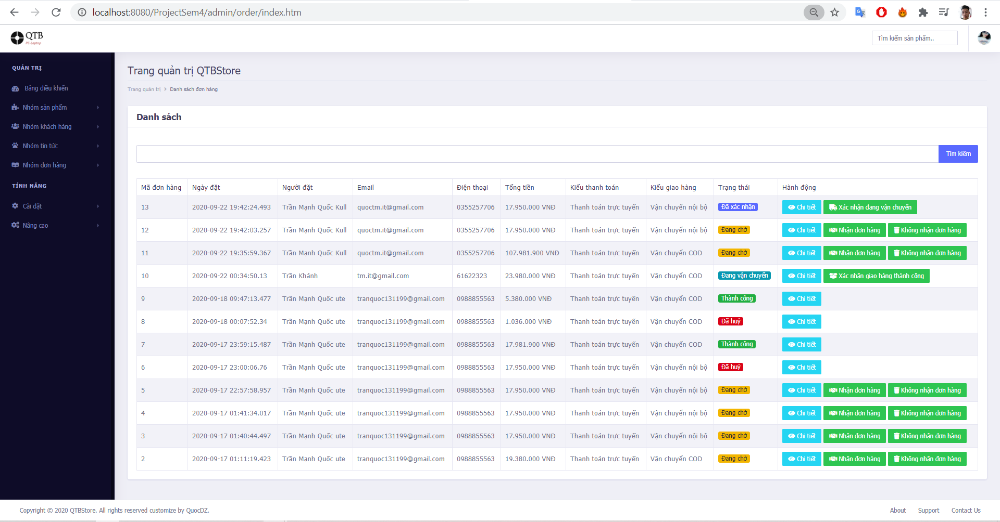 localhost:8080/ProjectSem4/admin/order/index.htm
QTB
PC-Laptop
Tìm kiếm sản phẩm..
QUẢN TRỊ
Bảng điều khiển
Nhóm sản phẩm
Nhóm khách hàng
Nhóm tin tức
Nhóm đơn hàng
TÍNH NĂNG
Cài đặt
Nâng cao
Trang quản trị QTBStore
Trang quản trị > Danh sách đơn hàng
Danh sách
Tìm kiếm
Mã đơn hàng Ngày đặt Người đặt Email Điện thoại Tổng tiền Kiểu thanh toán Kiểu giao hàng Trạng thái Hành động
13 2020-09-22 19:42:24.493 Trần Mạnh Quốc Kull quoctm.it@gmail.com 0355257706 17.950.000 VNĐ Thanh toán trực tuyến Vận chuyển nội bộ Đã xác nhận Chi tiết Xác nhận đang vận chuyển
12 2020-09-22 19:42:03.257 Trần Mạnh Quốc Kull quoctm.it@gmail.com 0355257706 17.950.000 VNĐ Thanh toán trực tuyến Vận chuyển nội bộ Đang chờ Chi tiết Nhận đơn hàng Không nhận đơn hàng
11 2020-09-22 19:35:59.367 Trần Mạnh Quốc Kull quoctm.it@gmail.com 0355257706 107.981.900 VNĐ Thanh toán trực tuyến Vận chuyển COD Đang chờ Chi tiết Nhận đơn hàng Không nhận đơn hàng
10 2020-09-22 00:34:50.13 Trần Khánh tm.it@gmail.com 61622323 23.980.000 VNĐ Thanh toán trực tuyến Vận chuyển COD Đang vận chuyển Chi tiết Xác nhận giao hàng thành công
9 2020-09-18 09:47:13.477 Trần Mạnh Quốc ute tranquoc131199@gmail.com 0988855563 5.380.000 VNĐ Thanh toán trực tuyến Vận chuyển COD Thành công Chi tiết
8 2020-09-18 00:07:52.34 Trần Mạnh Quốc ute tranquoc131199@gmail.com 0988855563 1.036.000 VNĐ Thanh toán trực tuyến Vận chuyển COD Đã huỷ Chi tiết
7 2020-09-17 23:59:15.487 Trần Mạnh Quốc ute tranquoc131199@gmail.com 0988855563 17.981.900 VNĐ Thanh toán trực tuyến Vận chuyển COD Thành công Chi tiết
6 2020-09-17 23:00:06.76 Trần Mạnh Quốc ute tranquoc131199@gmail.com 0988855563 17.950.000 VNĐ Thanh toán trực tuyến Vận chuyển nội bộ Đã huỷ Chi tiết
5 2020-09-17 22:57:58.957 Trần Mạnh Quốc ute tranquoc131199@gmail.com 0988855563 17.950.000 VNĐ Thanh toán trực tuyến Vận chuyển nội bộ Đang chờ Chi tiết Nhận đơn hàng Không nhận đơn hàng
4 2020-09-17 01:41:34.017 Trần Mạnh Quốc ute tranquoc131199@gmail.com 0988855563 17.950.000 VNĐ Thanh toán trực tuyến Vận chuyển nội bộ Đang chờ Chi tiết Nhận đơn hàng Không nhận đơn hàng
3 2020-09-17 01:40:44.497 Trần Mạnh Quốc ute tranquoc131199@gmail.com 0988855563 17.950.000 VNĐ Thanh toán trực tuyến Vận chuyển nội bộ Đang chờ Chi tiết Nhận đơn hàng Không nhận đơn hàng
2 2020-09-17 01:11:19.423 Trần Mạnh Quốc ute tranquoc131199@gmail.com 0988855563 19.380.000 VNĐ Thanh toán trực tuyến Vận chuyển COD Đang chờ Chi tiết Nhận đơn hàng Không nhận đơn hàng
Copyright © 2020 QTBStore. All rights reserved customize by QuocDZ. About Support Contact Us